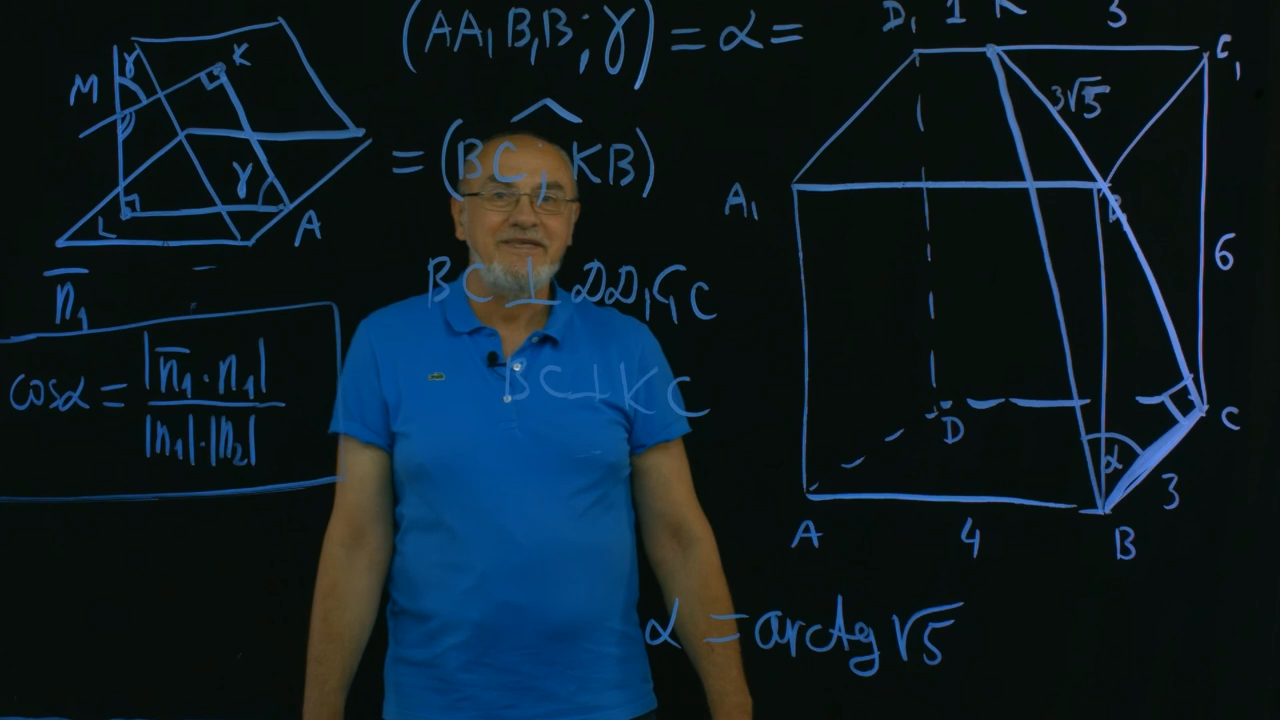 (AA₁B₁B; γ) = α =
= (BC; KB)
BC ⊥ DD₁C₁C
BC ⊥ KC
α = arctg √5
M
γ
K
γ
L
A
n̅₁
cosα = |n̅₁ · n₁| / |n₁| · |n₂|
D₁ 1 K 3
C₁
3√5
A₁
B
6
D
C
α
3
A
4
B